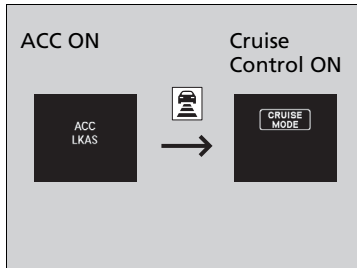 ACC ON
Cruise
Control ON
ACC
LKAS
CRUISE
MODE